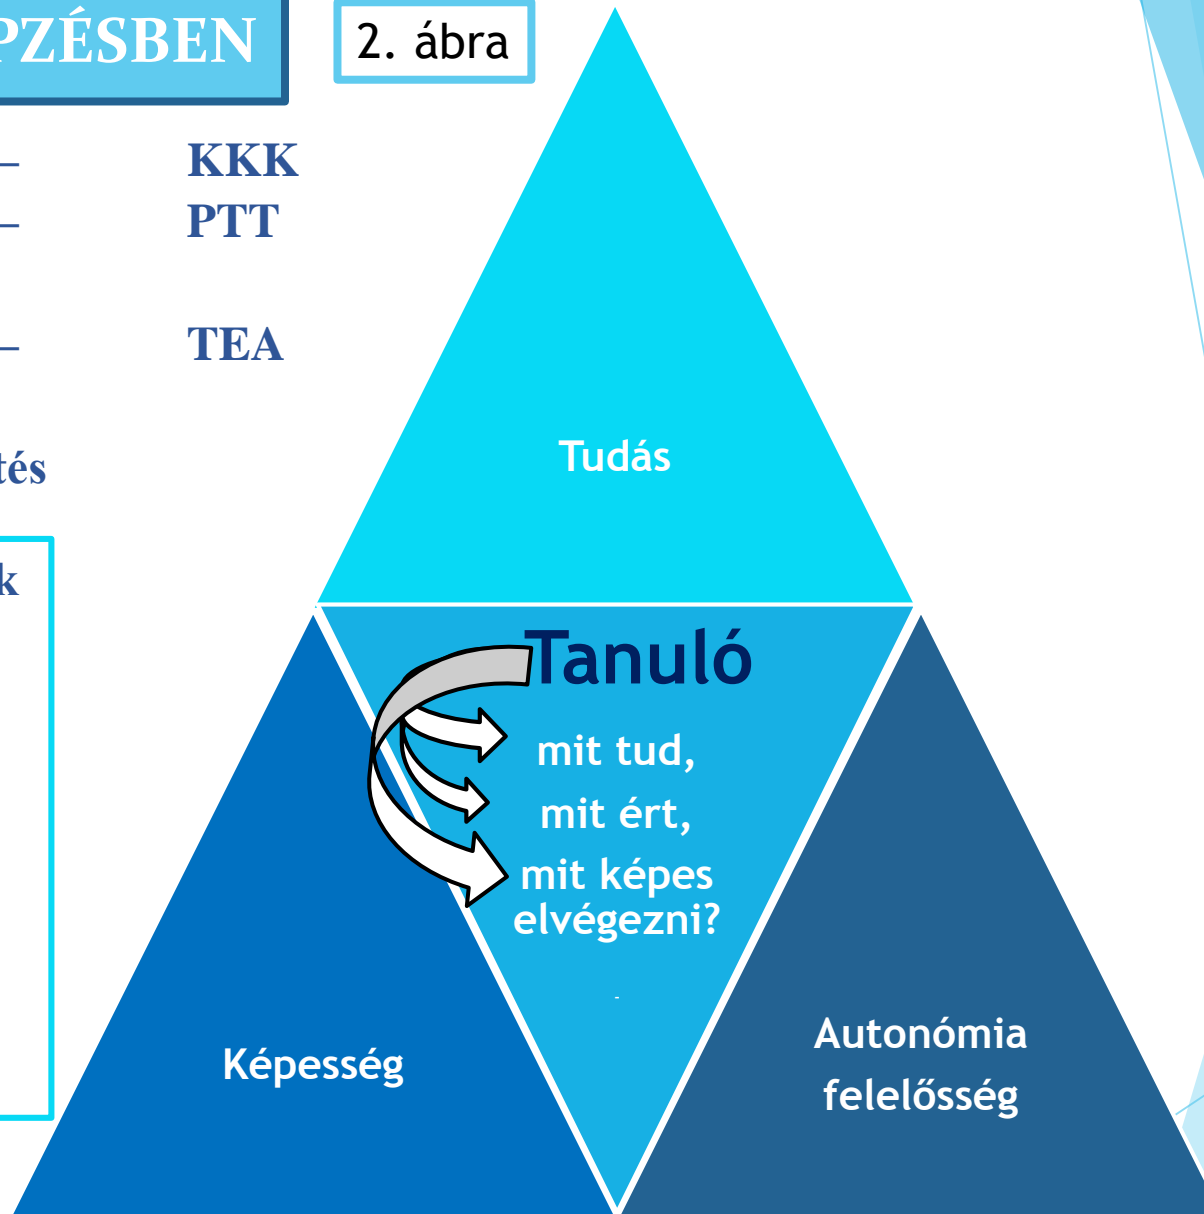 PZÉSBEN
2. ábra
– KKK
– PTT
– TEA
tés
k
Tudás
Tanuló
mit tud,
mit ért,
mit képes
elvégezni?
-
Képesség
Autonómia
felelősség